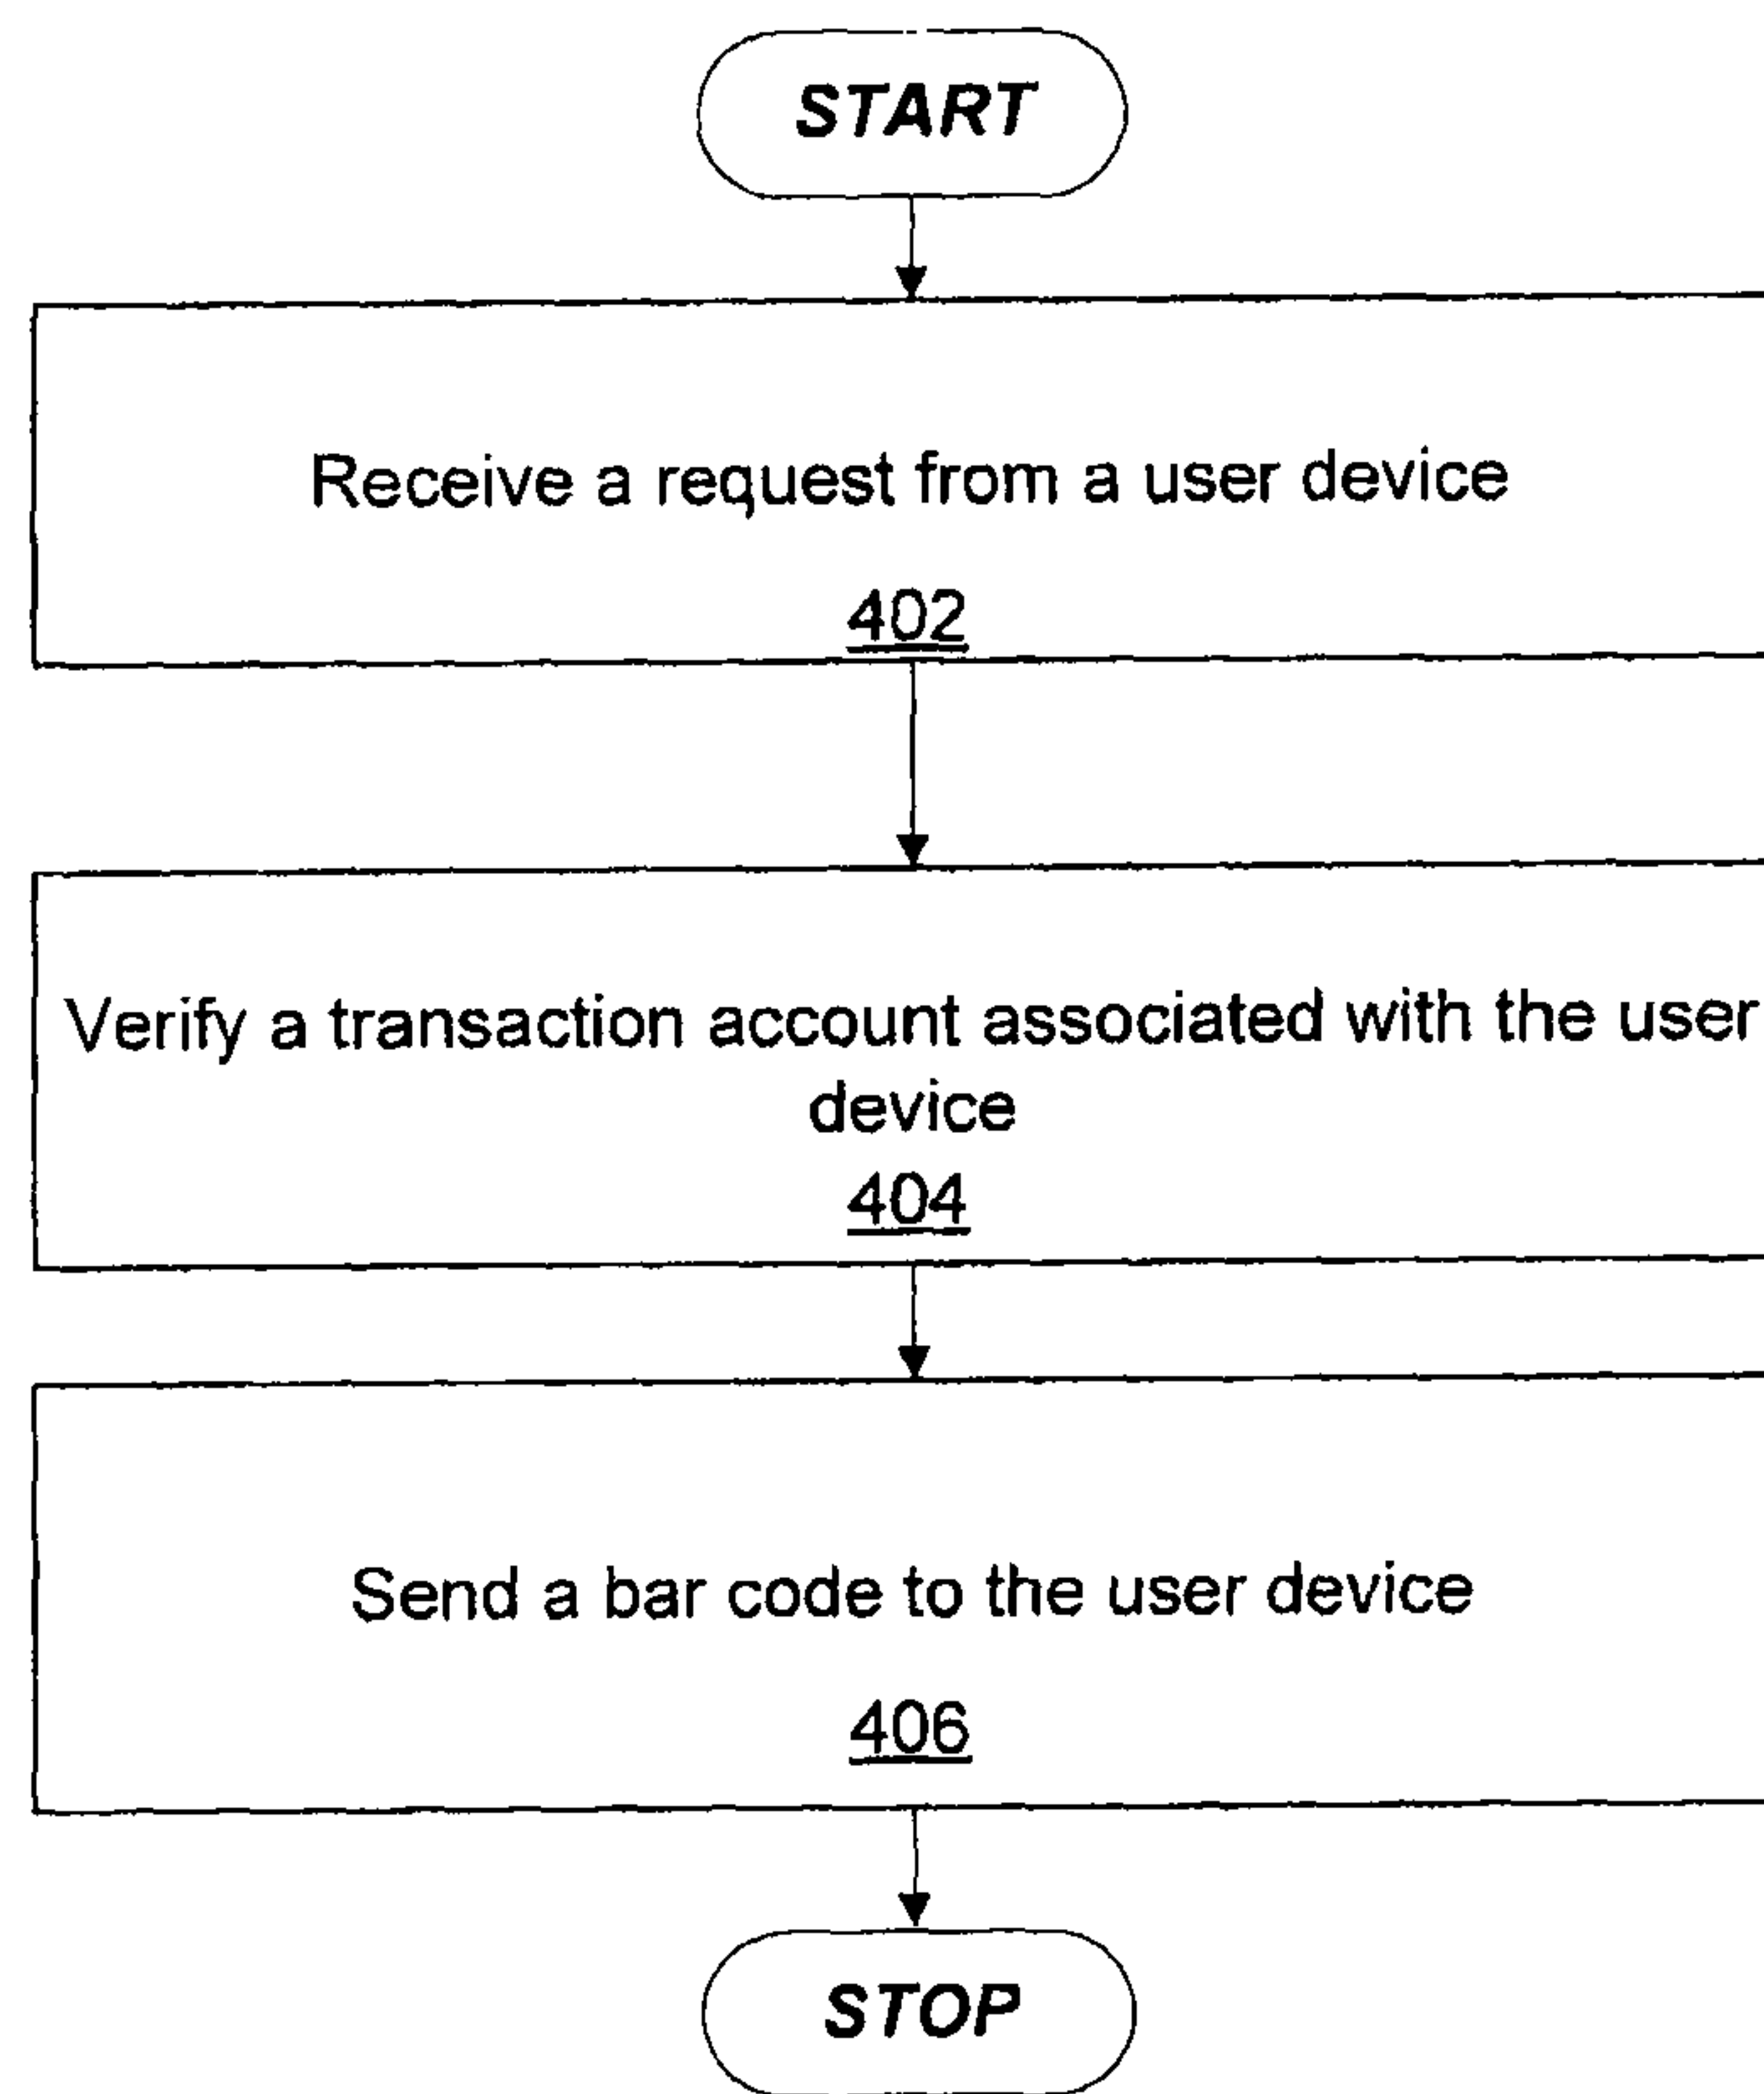 START
Receive a request from a user device
402
Verify a transaction account associated with the user
device
404
Send a bar code to the user device
406
STOP